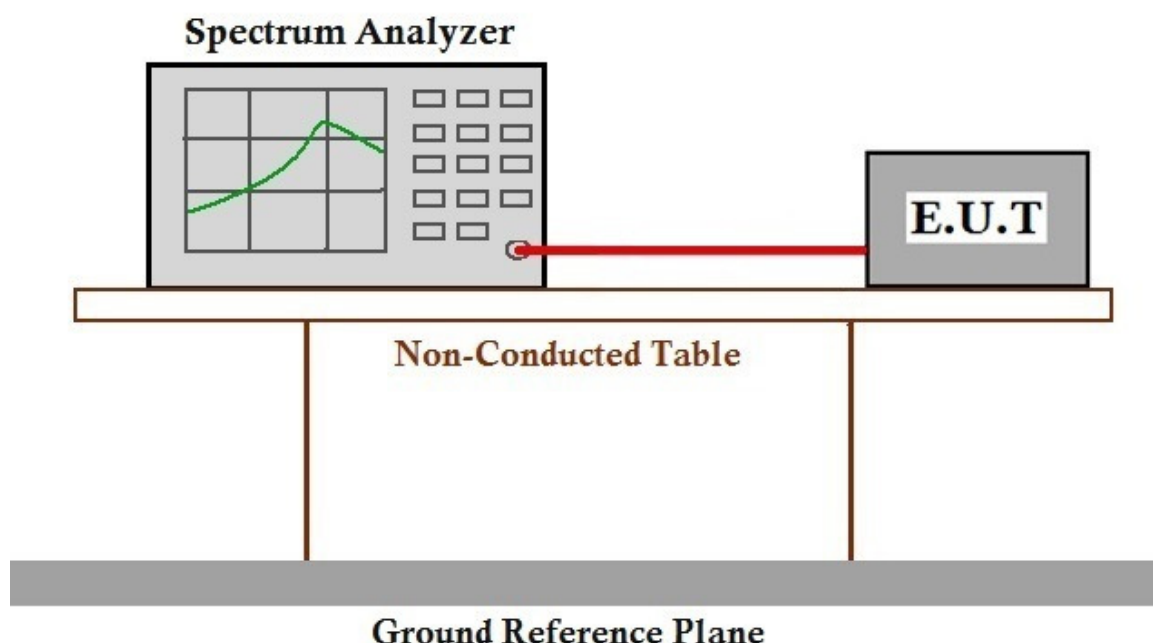 Spectrum Analyzer
E.U.T
Non-Conducted Table
Ground Reference Plane